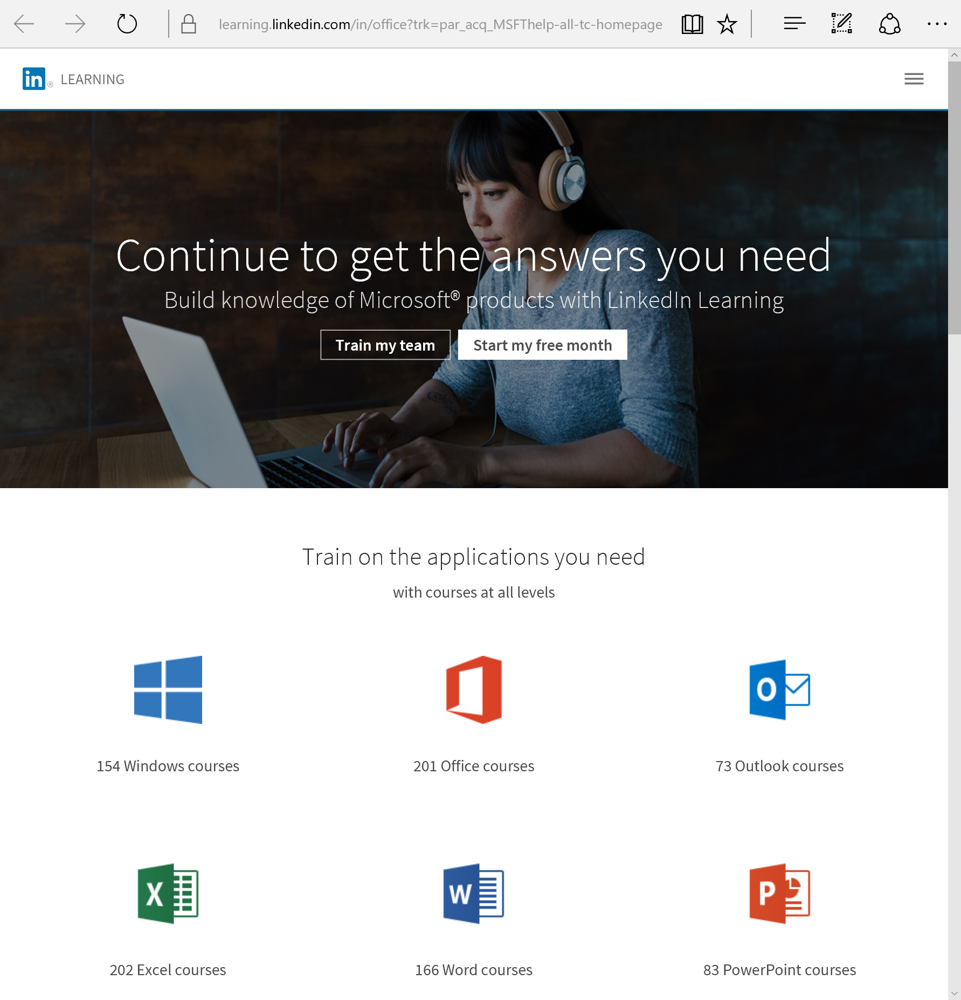 learning.linkedin.com/in/office?trk=par_acq_MSFThelp-all-tc-homepage
in ® LEARNING
Continue to get the answers you need
Build knowledge of Microsoft® products with LinkedIn Learning
Train my team Start my free month
Train on the applications you need
with courses at all levels
O
154 Windows courses 201 Office courses 73 Outlook courses
X W P
202 Excel courses 166 Word courses 83 PowerPoint courses